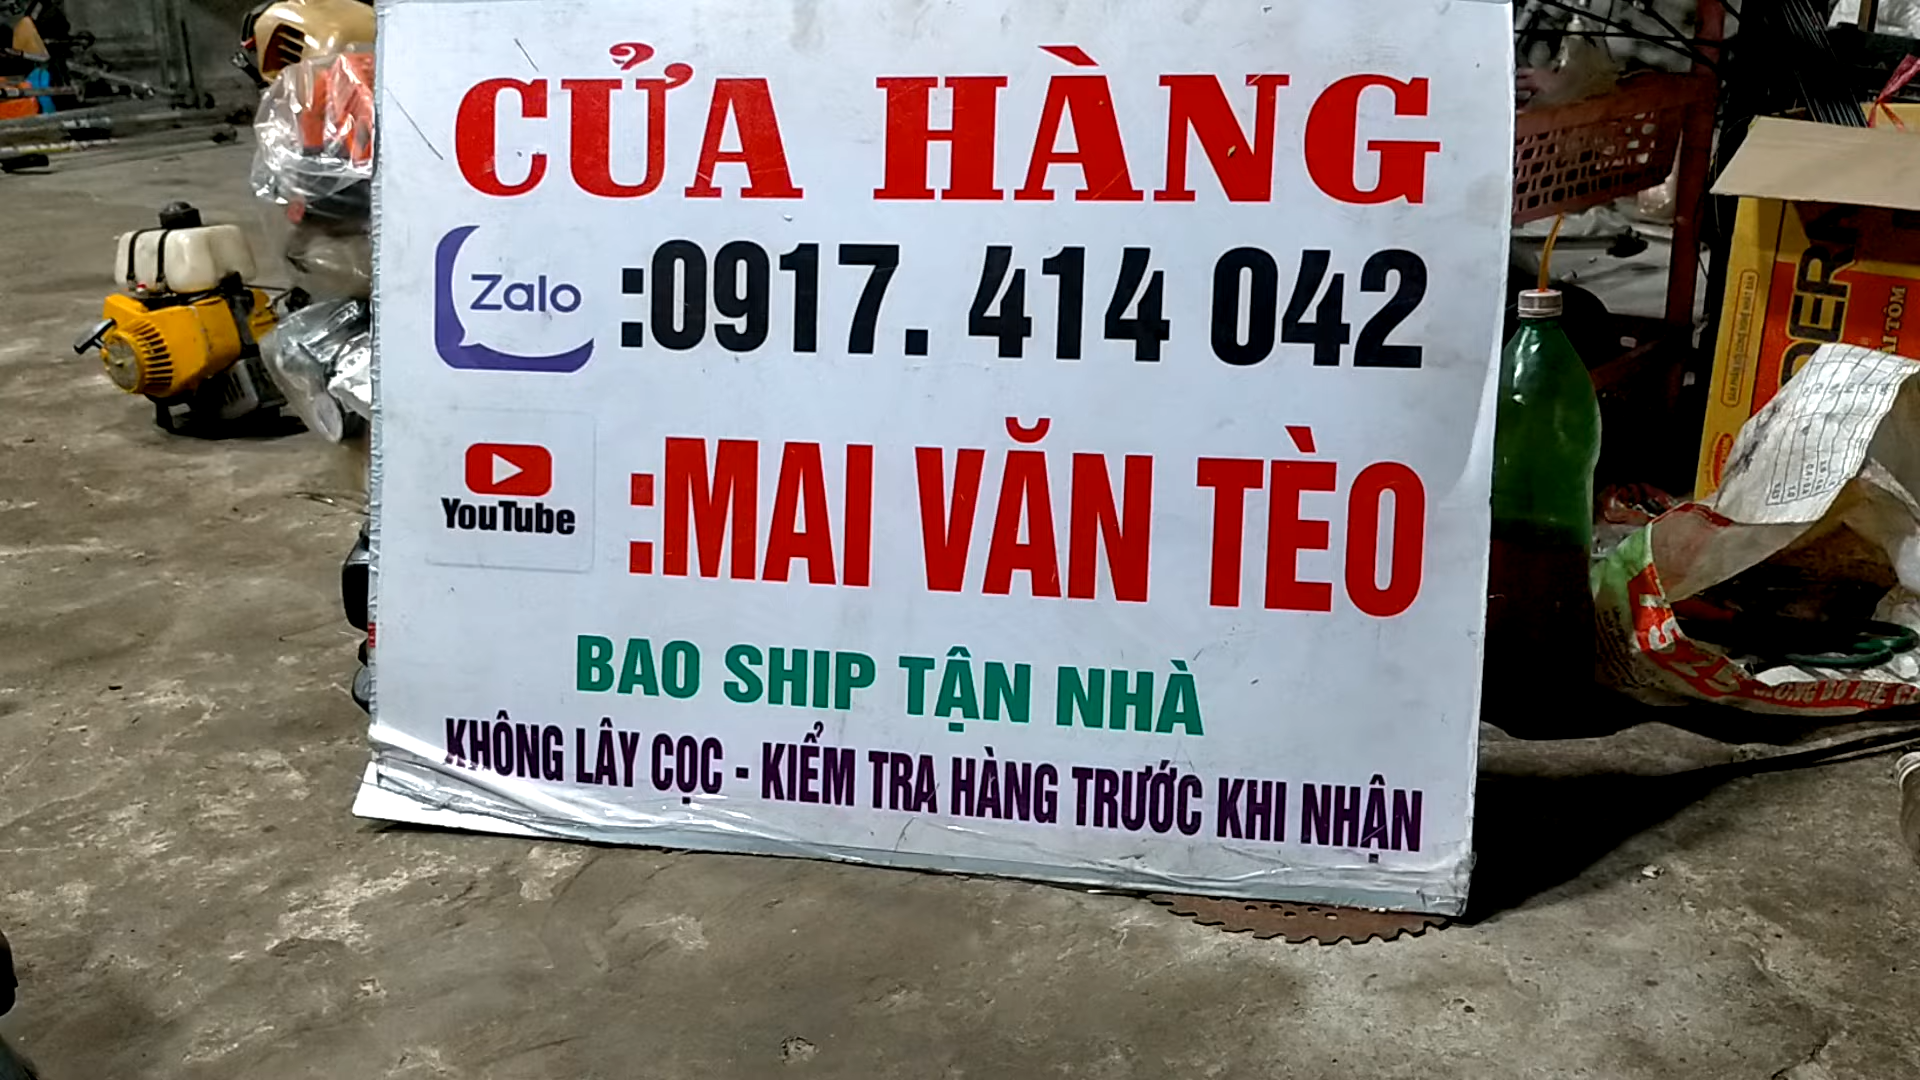 CỬA HÀNG
Zalo :0917. 414 042
YouTube :MAI VĂN TÈO
BAO SHIP TẬN NHÀ
KHÔNG LÂY CỌC - KIỂM TRA HÀNG TRƯỚC KHI NHẬN